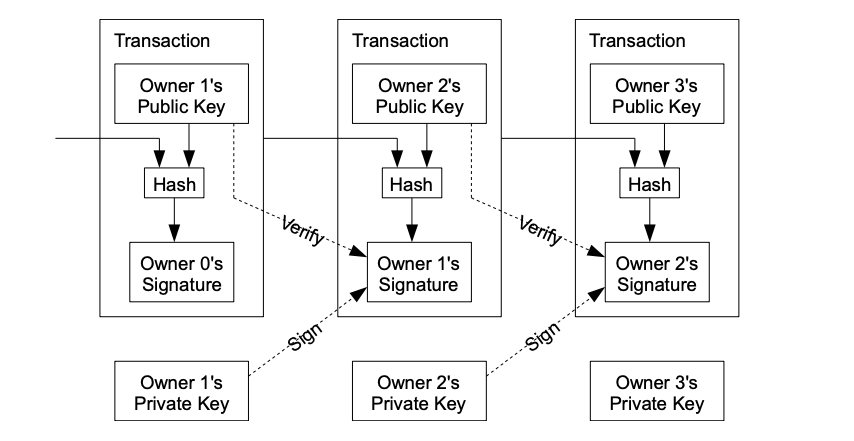 Transaction
Transaction
Transaction
Owner 1's
Public Key
Owner 2's
Public Key
Owner 3's
Public Key
Hash
Hash
Hash
Verify
Verify
Owner 0's
Signature
Owner 1's
Signature
Owner 2's
Signature
Sign
Sign
Owner 1's
Private Key
Owner 2's
Private Key
Owner 3's
Private Key